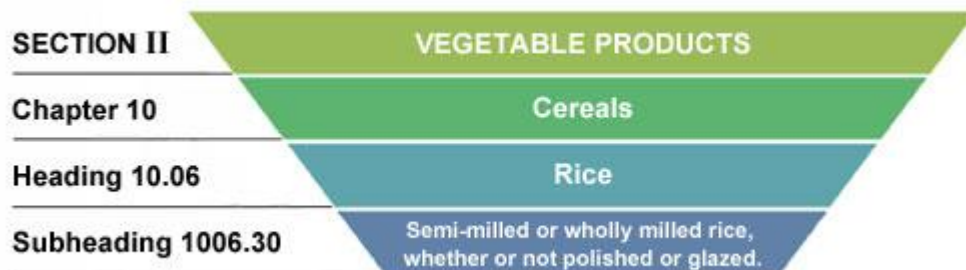 SECTION II VEGETABLE PRODUCTS
Chapter 10 Cereals
Heading 10.06 Rice
Subheading 1006.30 Semi-milled or wholly milled rice,
whether or not polished or glazed.